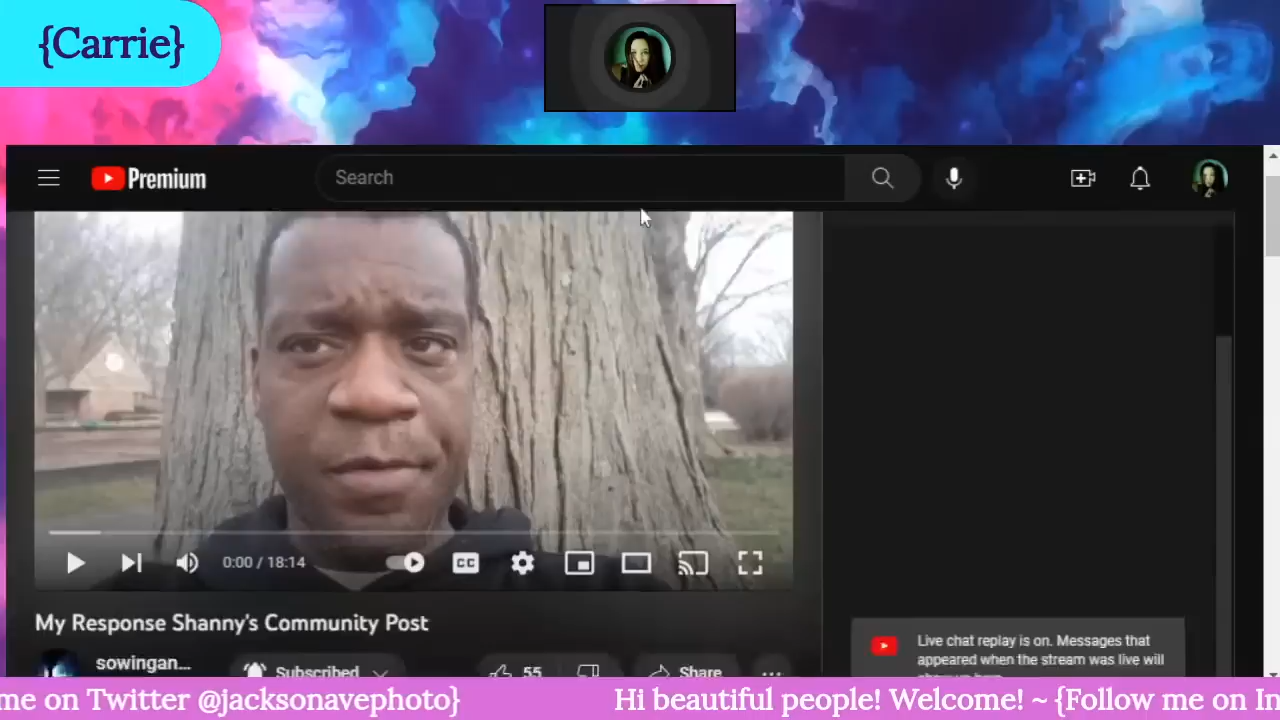 {Carrie}
Premium
Search
0:00 / 18:14
CC
My Response Shanny's Community Post
sowingan...
Subscribed
55
Share
Live chat replay is on. Messages that
appeared when the stream was live will
me on Twitter @jacksonavephoto}
Hi beautiful people! Welcome! ~ {Follow me on In